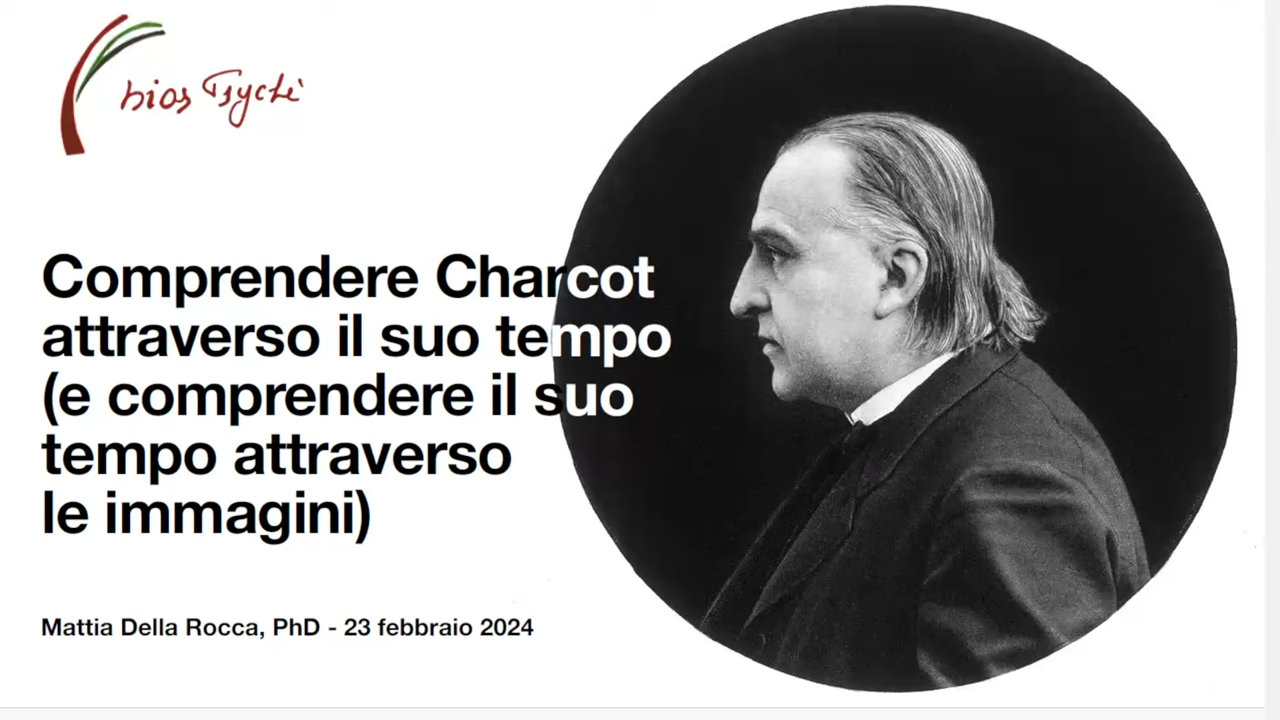 bios Psychè
Comprendere Charcot
attraverso il suo tempo
(e comprendere il suo
tempo attraverso
le immagini)
Mattia Della Rocca, PhD - 23 febbraio 2024